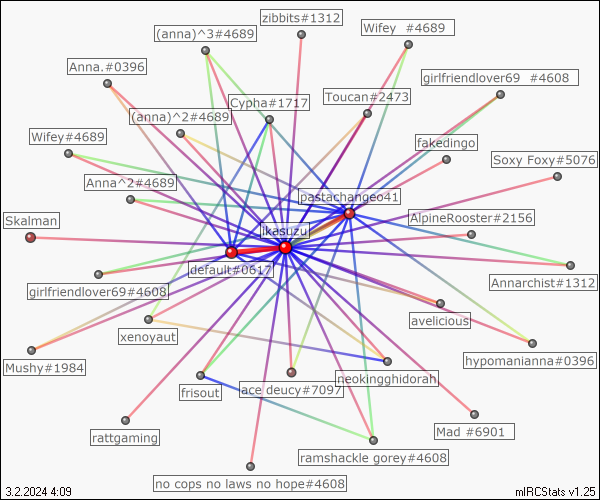 zibbits#1312
(anna)^3#4689
Wifey  #4689
Anna.#0396
girlfriendlover69  #4608
Toucan#2473
Cypha#1717
(anna)^2#4689
Wifey#4689
fakedingo
Soxy Foxy#5076
Anna^2#4689
pastachangeo41
AlpineRooster#2156
Skalman
ikasuzu
default#0617
Annarchist#1312
girlfriendlover69#4608
avelicious
xenoyaut
hypomanianna#0396
Mushy#1984
neokingghidorah
frisout
ace deucy#7097
rattgaming
Mad #6901
ramshackle gorey#4608
no cops no laws no hope#4608
3.2.2024 4:09
mIRCStats v1.25